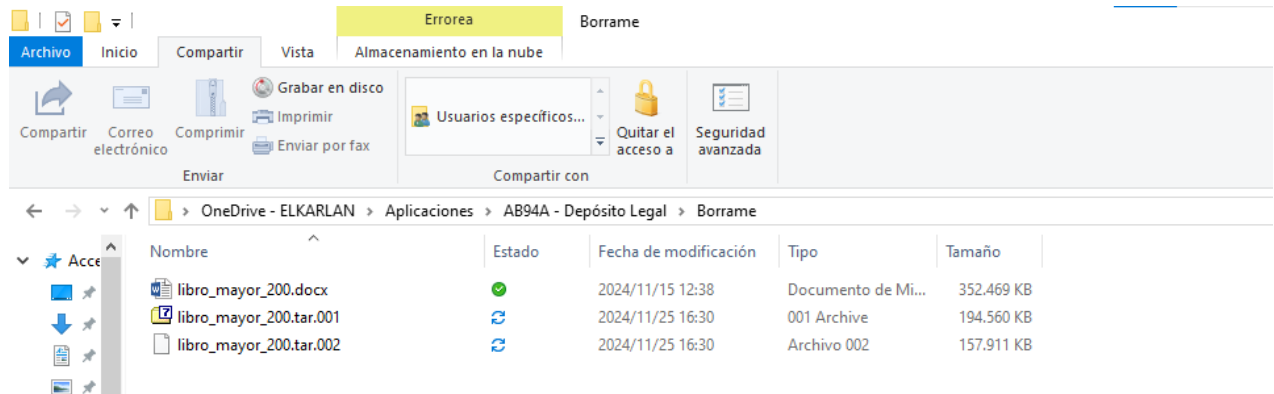 Errorea Borrame
Archivo Inicio Compartir Vista Almacenamiento en la nube
Compartir
Correo electrónico
Comprimir
Grabar en disco
Imprimir
Enviar por fax
Enviar
Usuarios específicos...
Quitar el acceso a
Compartir con
Seguridad avanzada
OneDrive - ELKARLAN > Aplicaciones > AB94A - Depósito Legal > Borrame
Acce
Nombre Estado Fecha de modificación Tipo Tamaño
libro_mayor_200.docx 2024/11/15 12:38 Documento de Mi... 352.469 KB
libro_mayor_200.tar.001 2024/11/25 16:30 001 Archive 194.560 KB
libro_mayor_200.tar.002 2024/11/25 16:30 Archivo 002 157.911 KB